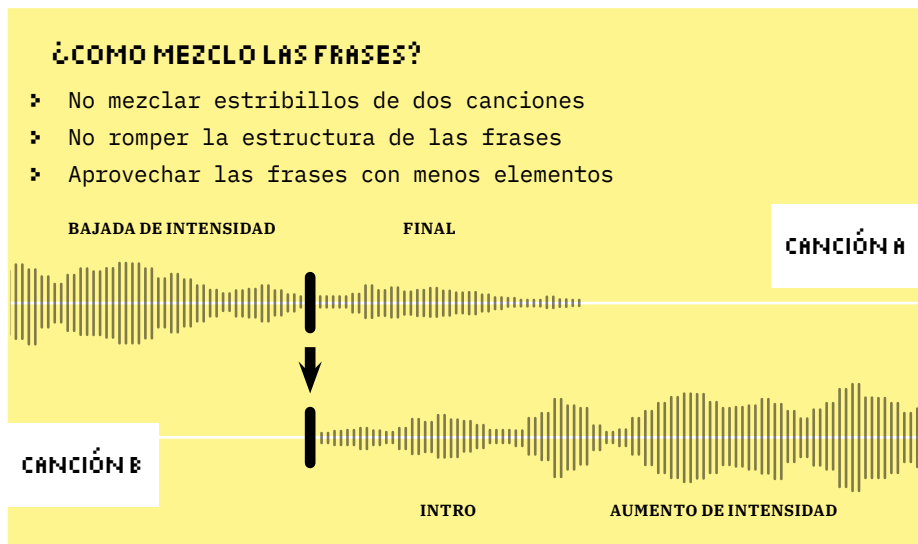 ¿COMO MEZCLO LAS FRASES?
No mezclar estribillos de dos canciones
No romper la estructura de las frases
Aprovechar las frases con menos elementos
BAJADA DE INTENSIDAD
FINAL
CANCIÓN A
CANCIÓN B
INTRO
AUMENTO DE INTENSIDAD